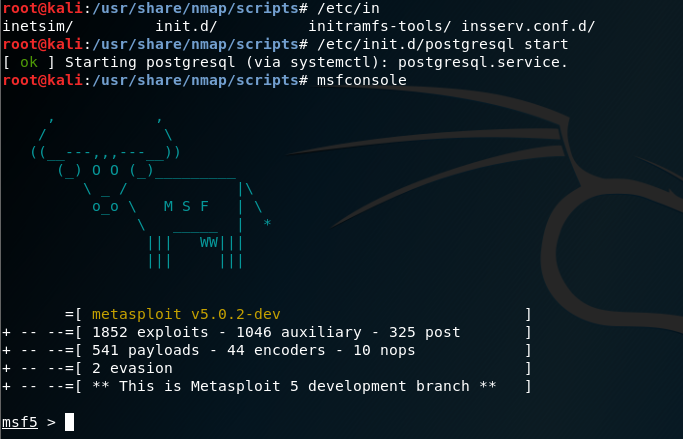 root@kali:/usr/share/nmap/scripts# /etc/in
inetsim/         init.d/          initramfs-tools/ insserv.conf.d/
root@kali:/usr/share/nmap/scripts# /etc/init.d/postgresql start
[ ok ] Starting postgresql (via systemctl): postgresql.service.
root@kali:/usr/share/nmap/scripts# msfconsole
     ,           ,
    /             \
   ((__---,,,---__))
      (_) O O (_)_________
         \ _ /            |\
          o_o \   M S F   | \
               \   _____  |  *
                |||   WW|||
                |||     |||
       =[ metasploit v5.0.2-dev                           ]
+ -- --=[ 1852 exploits - 1046 auxiliary - 325 post       ]
+ -- --=[ 541 payloads - 44 encoders - 10 nops            ]
+ -- --=[ 2 evasion                                       ]
+ -- --=[ ** This is Metasploit 5 development branch **   ]
msf5 >